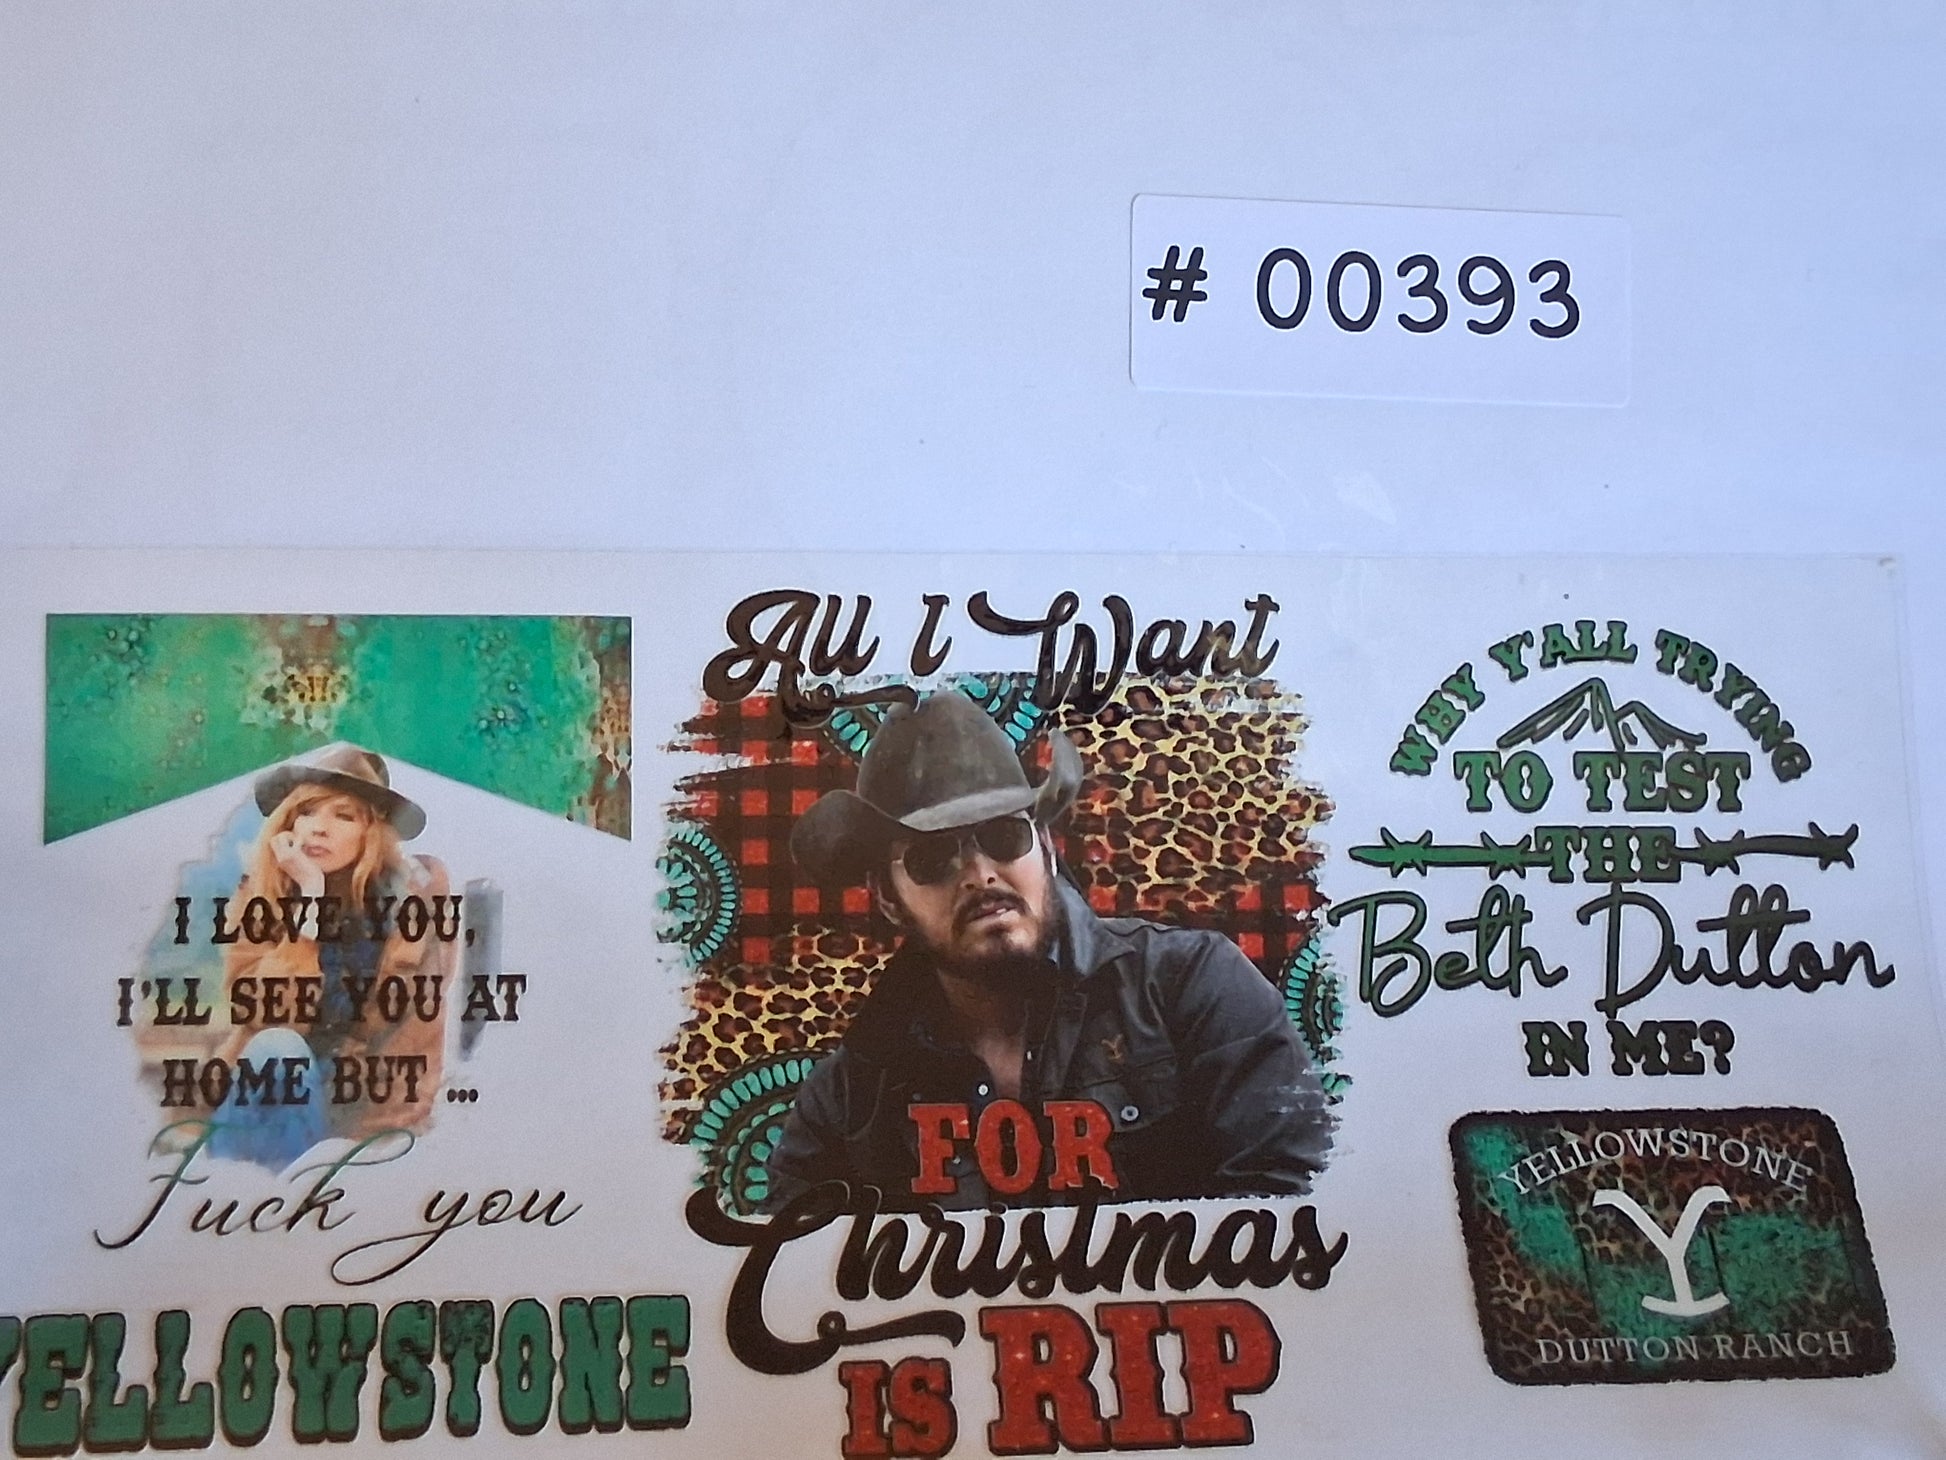 # 00393
I LOVE YOU,
I'LL SEE YOU AT
HOME BUT ...
Fuck you
YELLOWSTONE
All I Want
FOR
Christmas
IS RIP
WHY Y'ALL TRYING
TO TEST
THE
Beth Dutton
IN ME?
YELLOWSTONE
Y
DUTTON RANCH